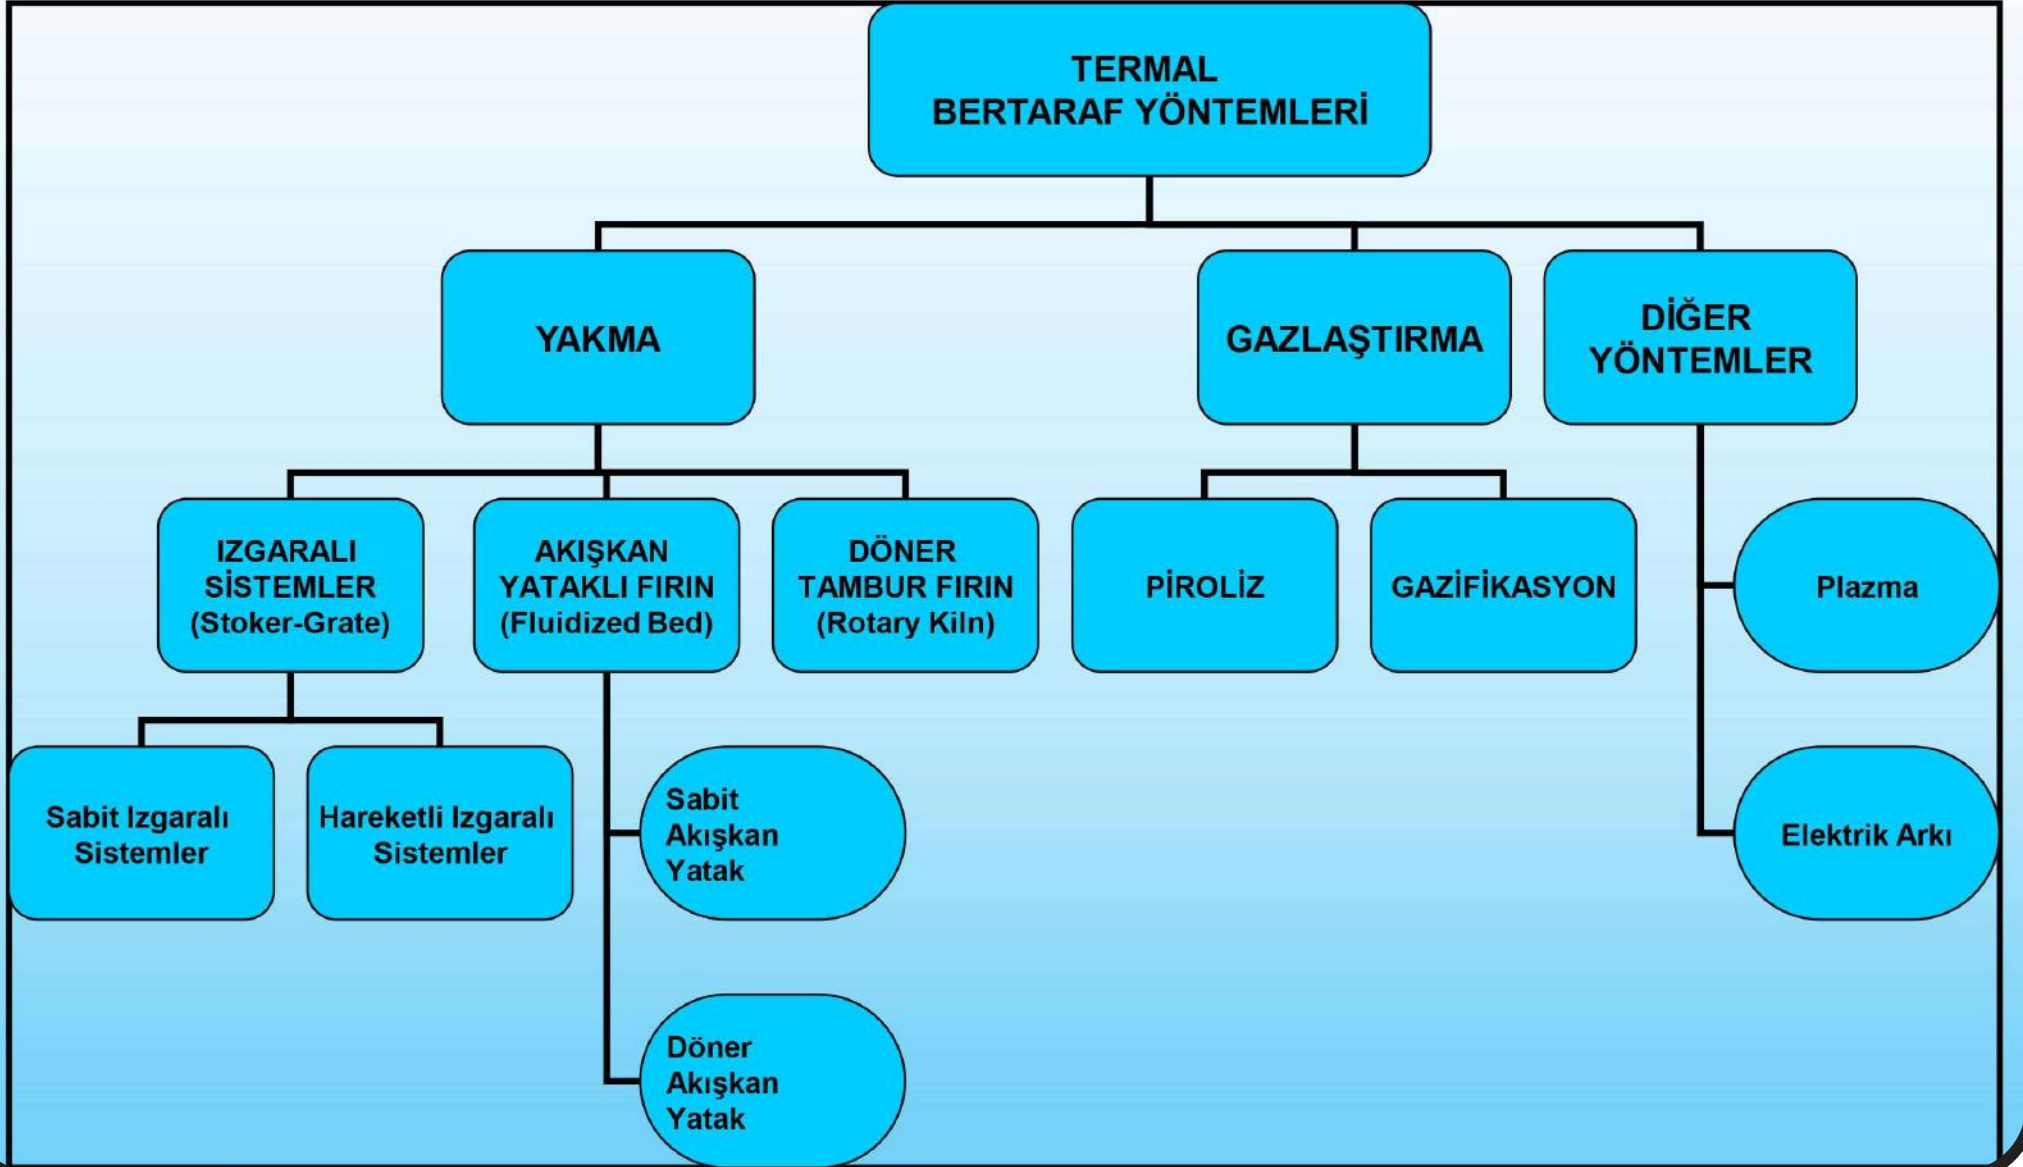 TERMAL
BERTARAF YÖNTEMLERİ
YAKMA
GAZLAŞTIRMA
DİĞER
YÖNTEMLER
IZGARALI
SİSTEMLER
(Stoker-Grate)
AKIŞKAN
YATAKLI FIRIN
(Fluidized Bed)
DÖNER
TAMBUR FIRIN
(Rotary Kiln)
PİROLİZ
GAZİFİKASYON
Plazma
Sabit Izgaralı
Sistemler
Hareketli Izgaralı
Sistemler
Sabit
Akışkan
Yatak
Elektrik Arkı
Döner
Akışkan
Yatak